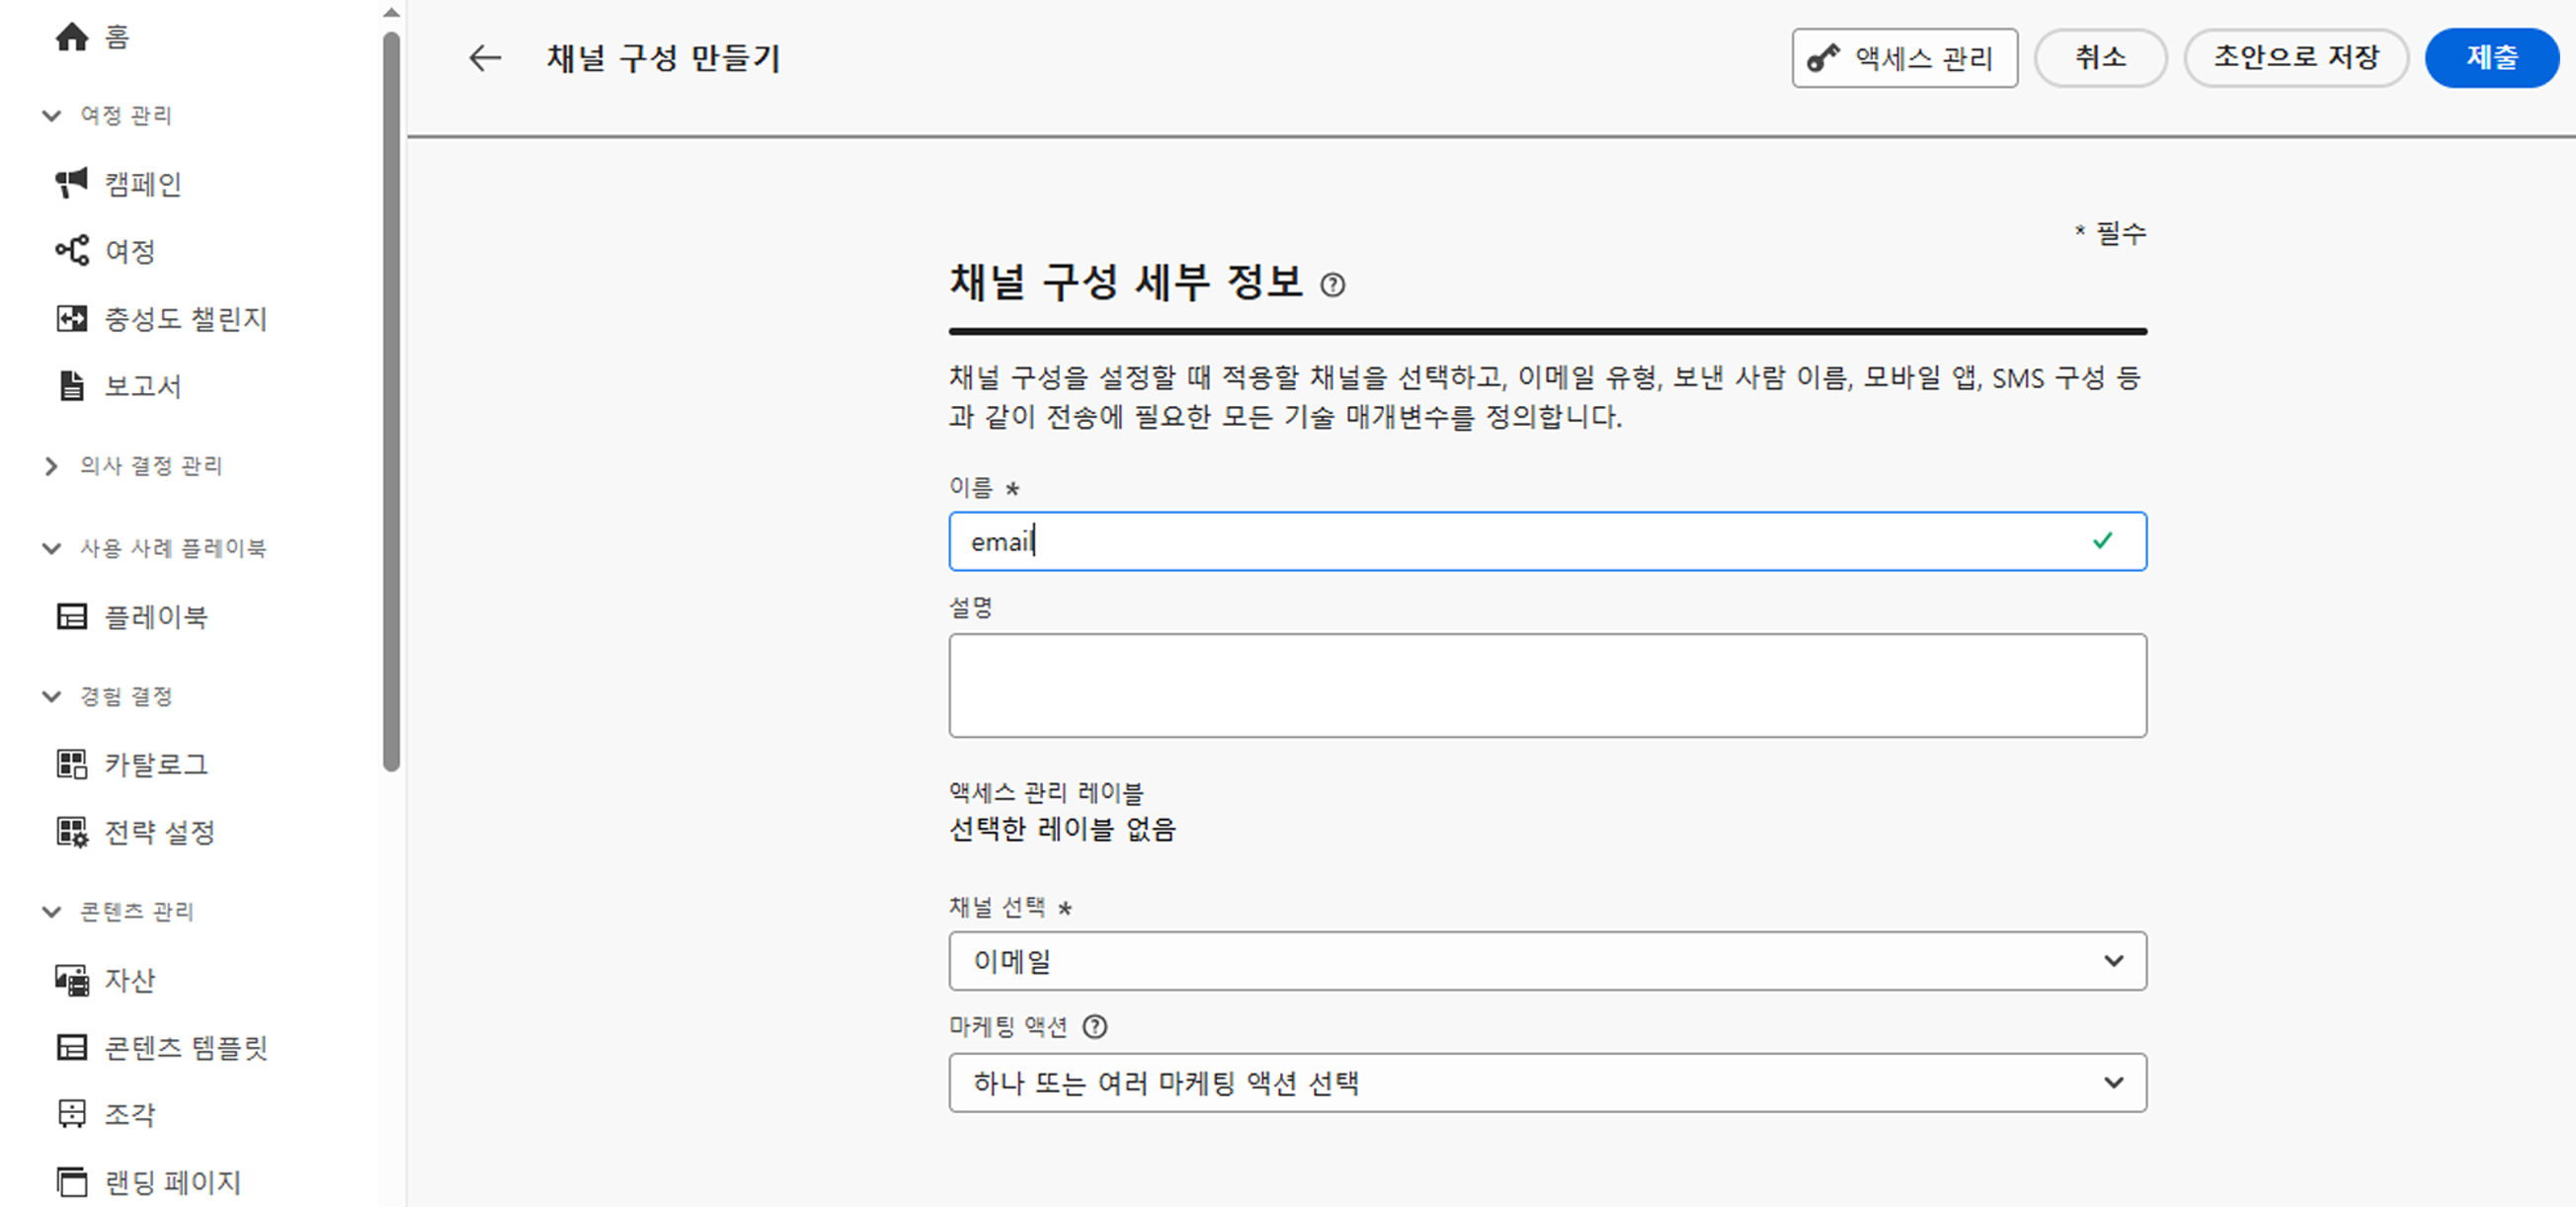 홈
여정 관리
캠페인
여정
충성도 챌린지
보고서
의사 결정 관리
사용 사례 플레이북
플레이북
경험 결정
카탈로그
전략 설정
콘텐츠 관리
자산
콘텐츠 템플릿
조각
랜딩 페이지
채널 구성 만들기
액세스 관리
취소
초안으로 저장
제출
* 필수
채널 구성 세부 정보
채널 구성을 설정할 때 적용할 채널을 선택하고, 이메일 유형, 보낸 사람 이름, 모바일 앱, SMS 구성 등
과 같이 전송에 필요한 모든 기술 매개변수를 정의합니다.
이름 *
email
설명
액세스 관리 레이블
선택한 레이블 없음
채널 선택 *
이메일
마케팅 액션
하나 또는 여러 마케팅 액션 선택